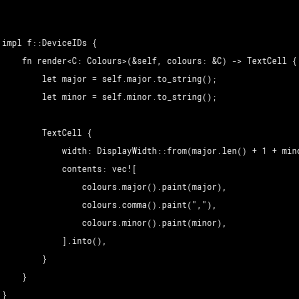 impl f::DeviceIDs {
    fn render<C: Colours>(&self, colours: &C) -> TextCell {
        let major = self.major.to_string();
        let minor = self.minor.to_string();

        TextCell {
            width: DisplayWidth::from(major.len() + 1 + mino
            contents: vec![
                colours.major().paint(major),
                colours.comma().paint(","),
                colours.minor().paint(minor),
            ].into(),
        }
    }
}